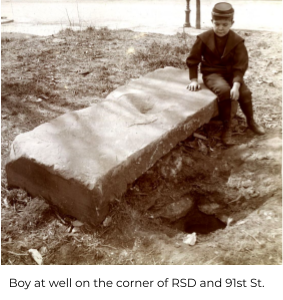 Boy at well on the corner of RSD and 91st St.